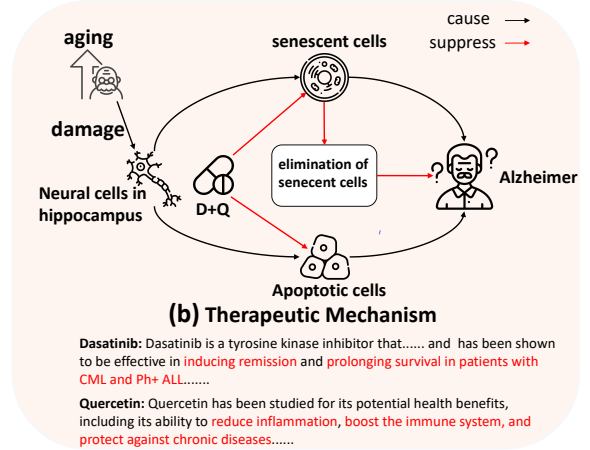 cause
suppress
aging
senescent cells
damage
elimination of
senecent cells
? ?
Alzheimer
Neural cells in
hippocampus
D+Q
Apoptotic cells
(b) Therapeutic Mechanism
Dasatinib: Dasatinib is a tyrosine kinase inhibitor that...... and has been shown
to be effective in inducing remission and prolonging survival in patients with
CML and Ph+ ALL.......
Quercetin: Quercetin has been studied for its potential health benefits,
including its ability to reduce inflammation, boost the immune system, and
protect against chronic diseases......